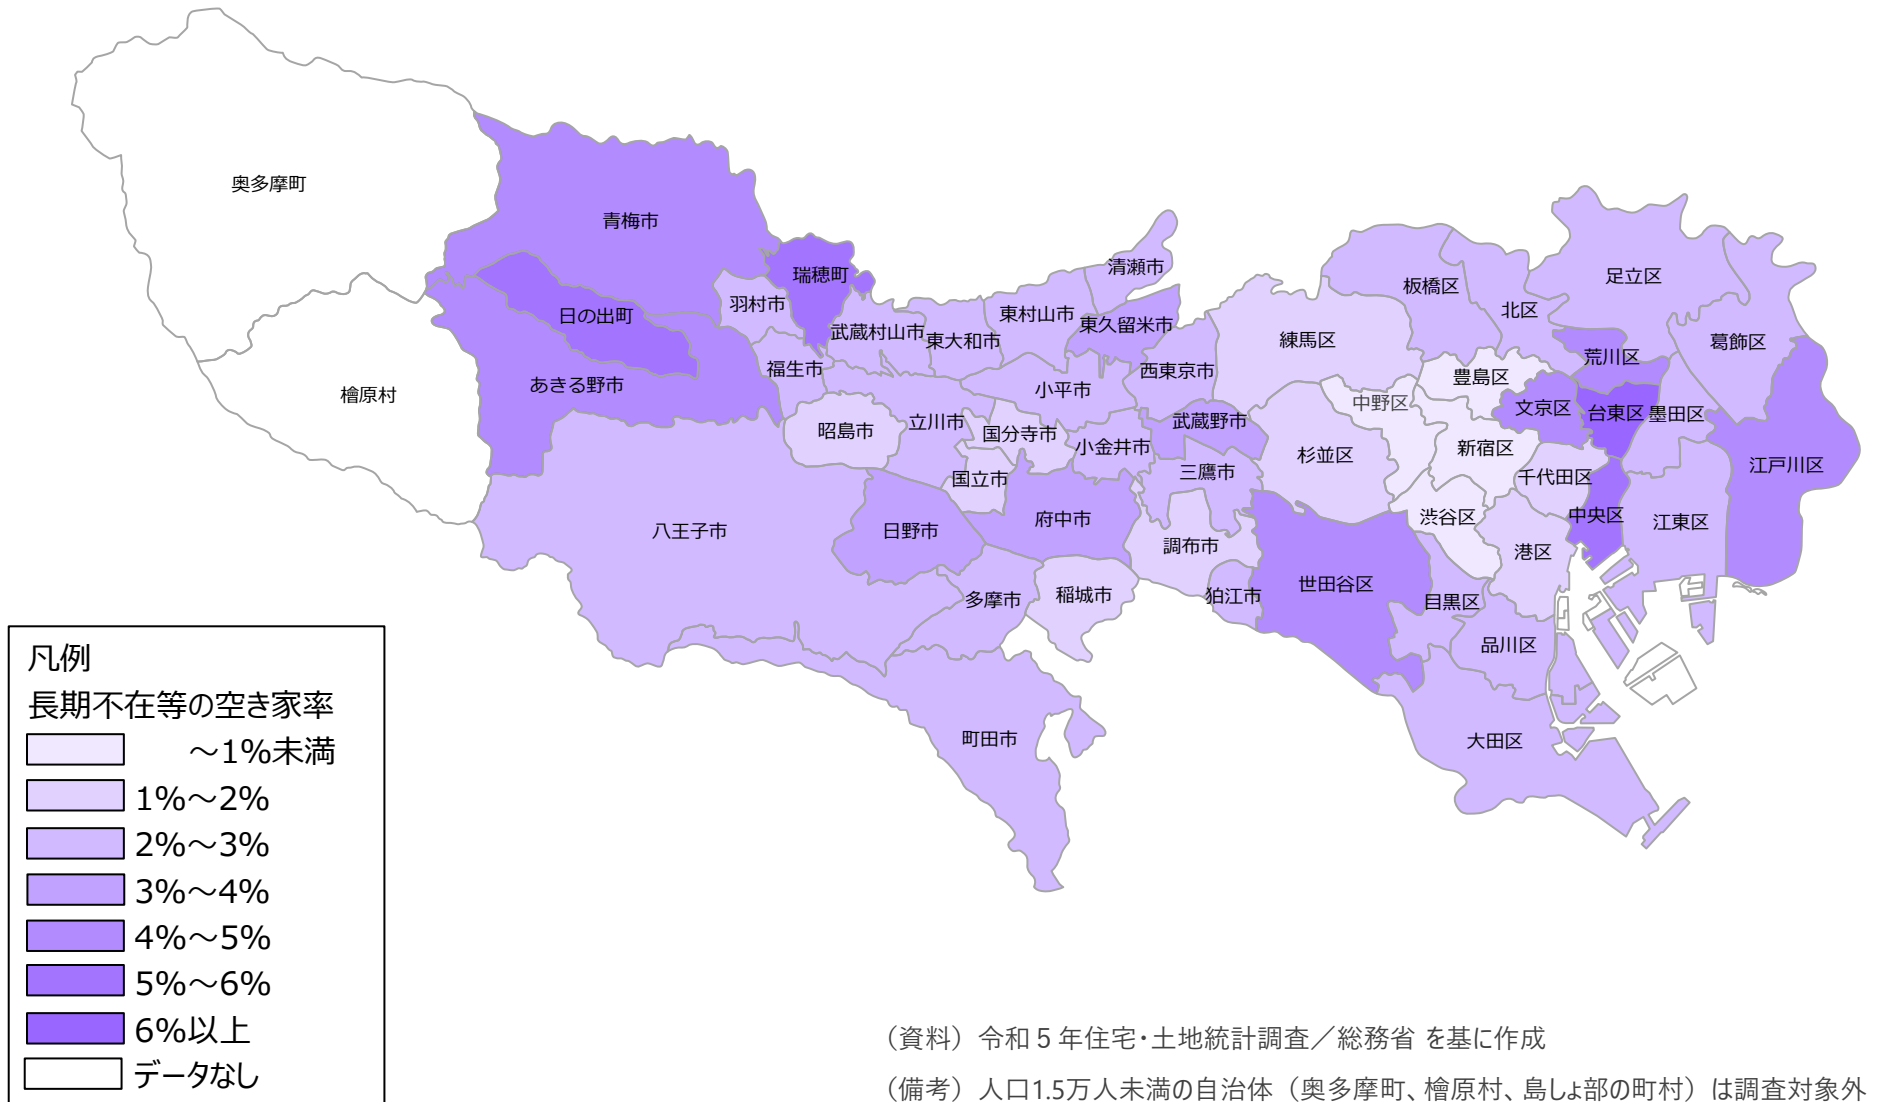 奥多摩町
青梅市
清瀬市
瑞穂町
足立区
板橋区
羽村市
北区
日の出町
東村山市
東久留米市
武蔵村山市
東大和市
練馬区
葛飾区
荒川区
福生市
西東京市
豊島区
あきる野市
檜原村
小平市
中野区
文京区
台東区
墨田区
立川市
武蔵野市
昭島市
国分寺市
小金井市
新宿区
杉並区
江戸川区
三鷹市
国立市
千代田区
渋谷区
中央区
江東区
府中市
八王子市
日野市
調布市
港区
世田谷区
多摩市
稲城市
狛江市
目黒区
品川区
町田市
大田区
凡例
長期不在等の空き家率
～1%未満
1%～2%
2%～3%
3%～4%
4%～5%
5%～6%
6%以上
データなし
（資料）令和５年住宅・土地統計調査／総務省 を基に作成
（備考）人口1.5万人未満の自治体（奥多摩町、檜原村、島しょ部の町村）は調査対象外